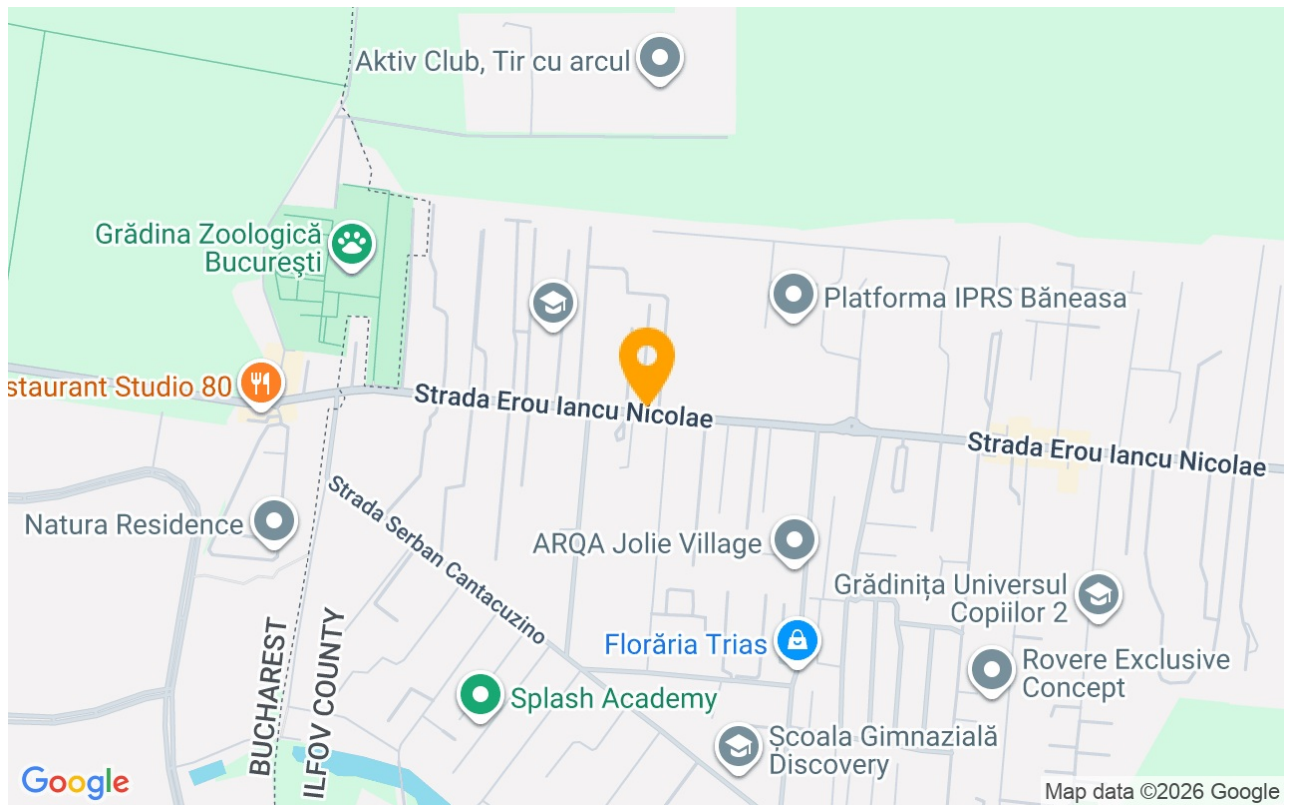 Aktiv Club, Tir cu arcul
Grădina Zoologică
București
Platforma IPRS Băneasa
staurant Studio 80
Strada Erou Iancu Nicolae
Strada Erou Iancu Nicolae
Strada Serban Cantacuzino
Natura Residence
ARQA Jolie Village
Grădinița Universul
Copiilor 2
Florăria Trias
Rovere Exclusive
Concept
Splash Academy
BUCHAREST
ILFOV COUNTY
Școala Gimnazială
Discovery
Google
Map data ©2026 Google